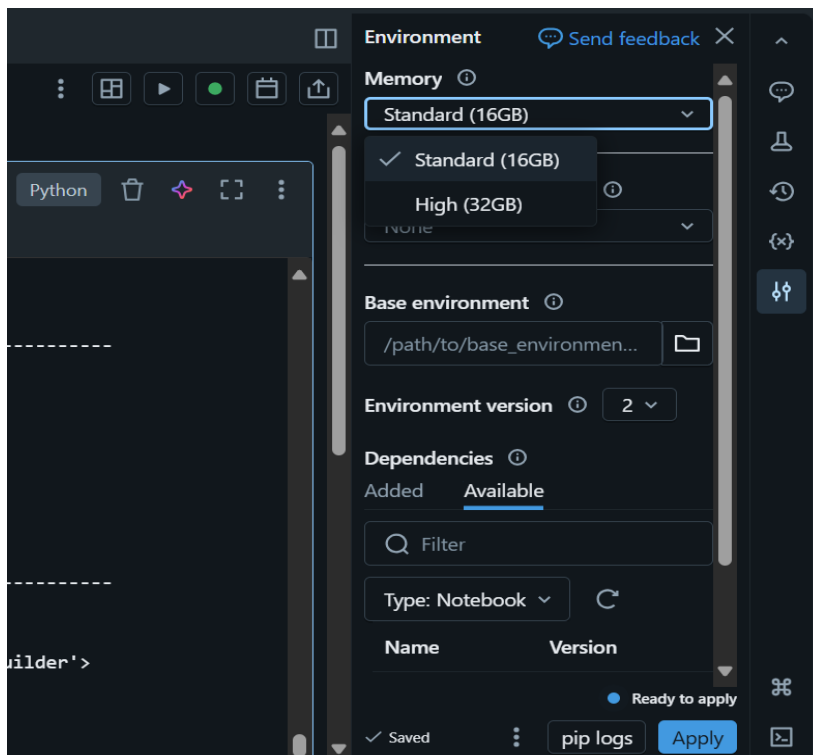 Environment
Send feedback
Memory
Standard (16GB)
Standard (16GB)
High (32GB)
None
Python
Base environment
/path/to/base_environmen...
----------
Environment version
2
Dependencies
Added
Available
Filter
----------
Type: Notebook
Name
Version
uilder'>
Ready to apply
Saved
pip logs
Apply